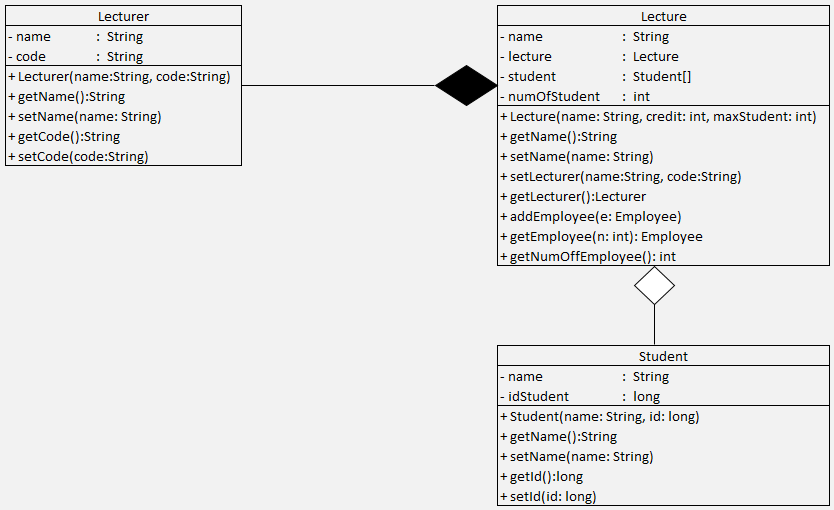 Lecturer
- name : String
- code : String
+ Lecturer(name:String, code:String)
+ getName():String
+ setName(name: String)
+ getCode():String
+ setCode(code:String)
Lecture
- name : String
- lecture : Lecture
- student : Student[]
- numOfStudent : int
+ Lecture(name: String, credit: int, maxStudent: int)
+ getName():String
+ setName(name: String)
+ setLecturer(name:String, code:String)
+ getLecturer():Lecturer
+ addEmployee(e: Employee)
+ getEmployee(n: int): Employee
+ getNumOffEmployee(): int
Student
- name : String
- idStudent : long
+ Student(name: String, id: long)
+ getName():String
+ setName(name: String)
+ getId():long
+ setId(id: long)